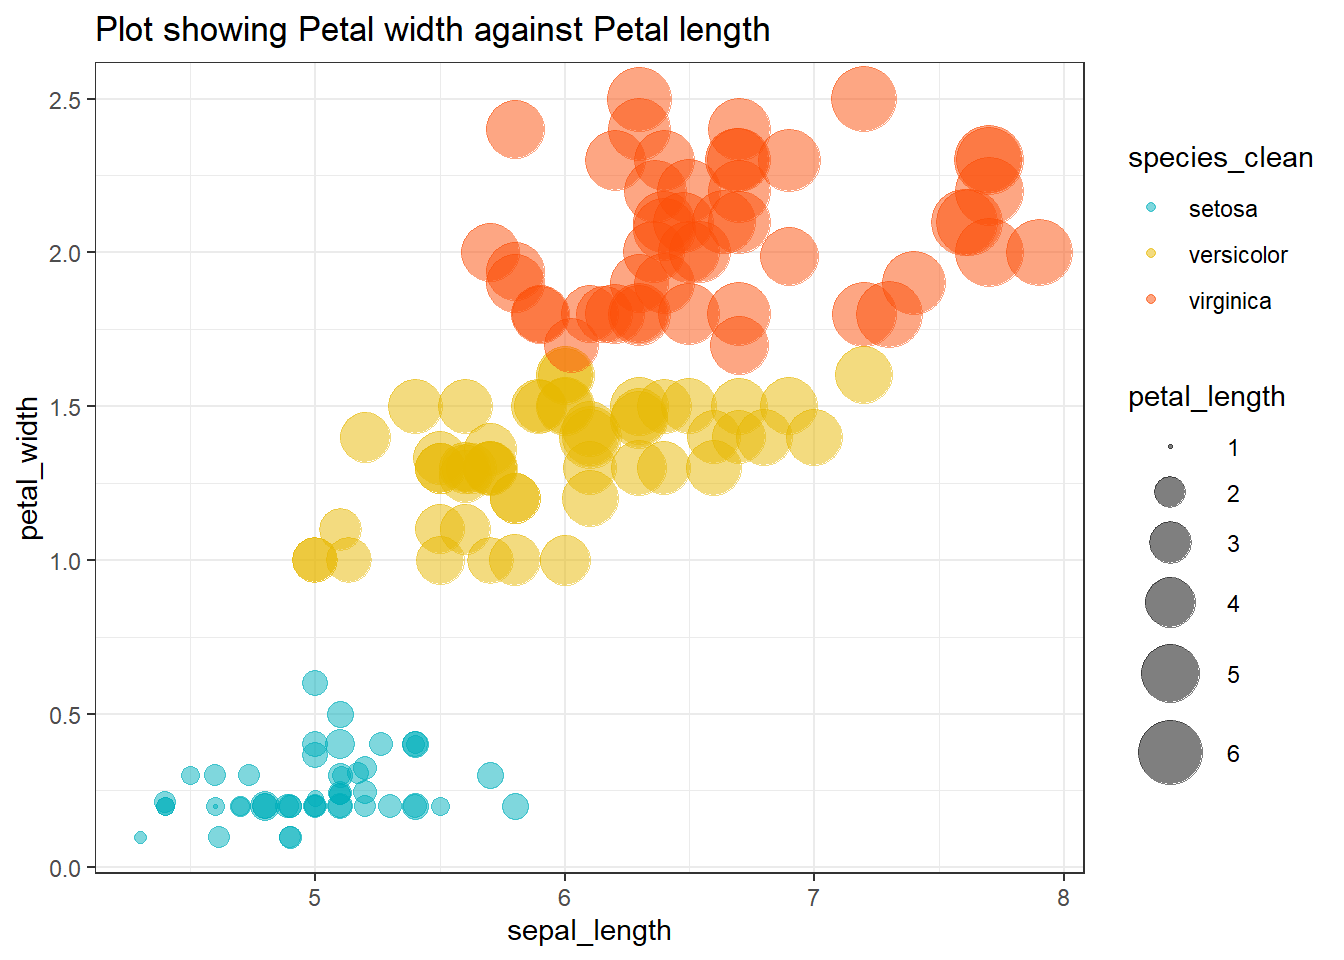 Plot showing Petal width against Petal length
petal_width
2.5
2.0
1.5
1.0
0.5
0.0
5 6 7 8
sepal_length
species_clean
setosa
versicolor
virginica
petal_length
1
2
3
4
5
6